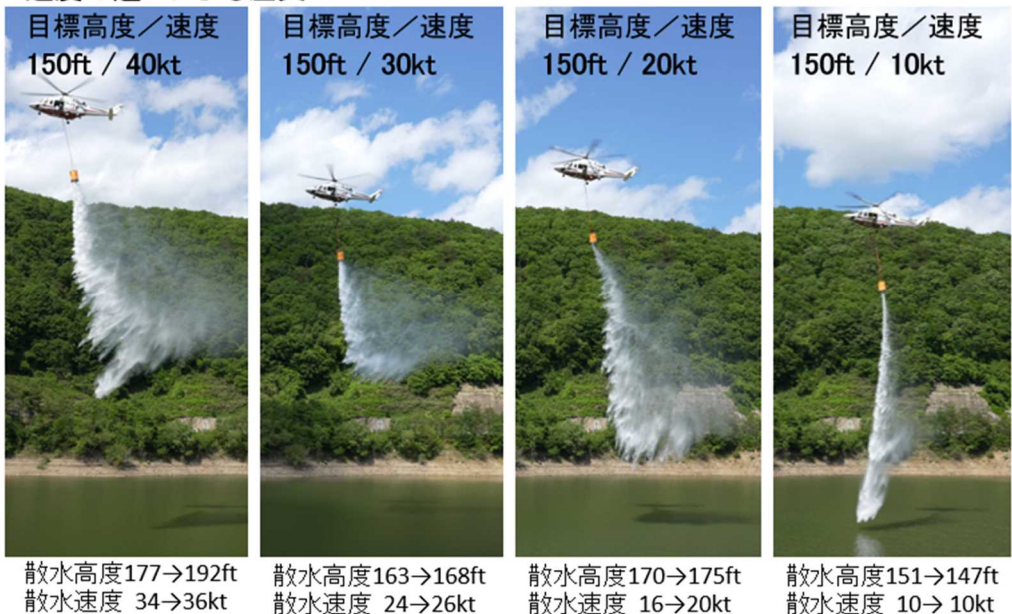 目標高度／速度
150ft / 40kt
目標高度／速度
150ft / 30kt
目標高度／速度
150ft / 20kt
目標高度／速度
150ft / 10kt
散水高度177→192ft
散水速度 34→36kt
散水高度163→168ft
散水速度 24→26kt
散水高度170→175ft
散水速度 16→20kt
散水高度151→147ft
散水速度 10→10kt